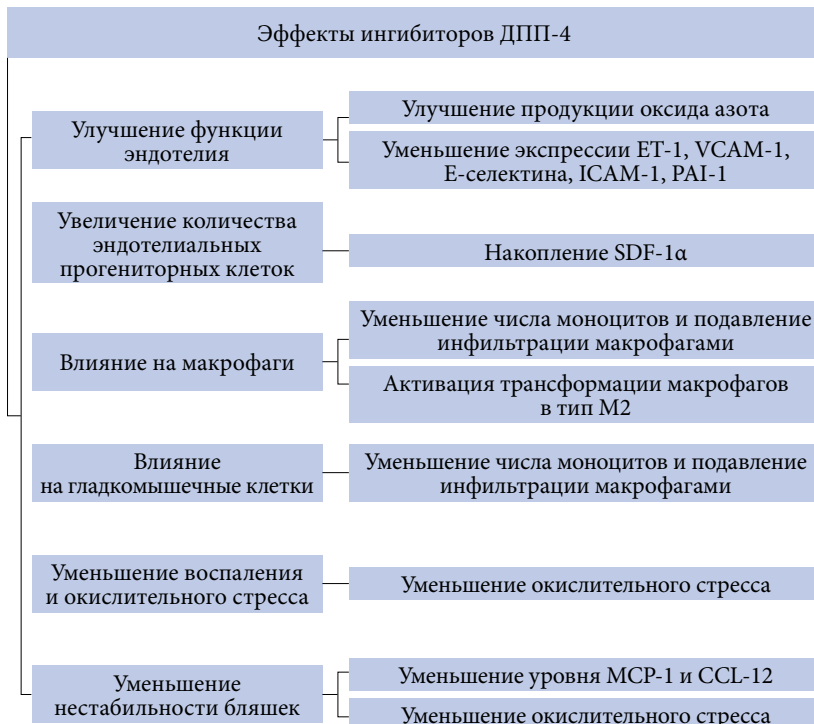 Эффекты ингибиторов ДПП-4
Улучшение функции
эндотелия
Улучшение продукции оксида азота
Уменьшение экспрессии ET-1, VCAM-1,
E-селектина, ICAM-1, PAI-1
Увеличение количества
эндотелиальных
прогениторных клеток
Накопление SDF-1α
Влияние на макрофаги
Уменьшение числа моноцитов и подавление
инфильтрации макрофагами
Активация трансформации макрофагов
в тип М2
Влияние
на гладкомышечные клетки
Уменьшение числа моноцитов и подавление
инфильтрации макрофагами
Уменьшение воспаления
и окислительного стресса
Уменьшение окислительного стресса
Уменьшение
нестабильности бляшек
Уменьшение уровня MCP-1 и CCL-12
Уменьшение окислительного стресса